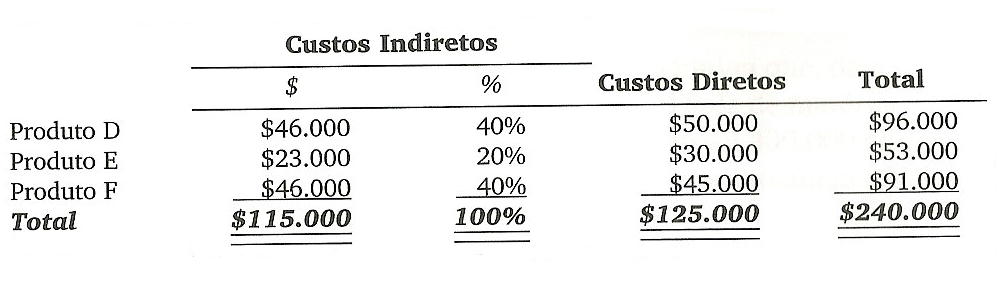 Custos Indiretos
$ % Custos Diretos Total
Produto D $46.000 40% $50.000 $96.000
Produto E $23.000 20% $30.000 $53.000
Produto F $46.000 40% $45.000 $91.000
Total $115.000 100% $125.000 $240.000